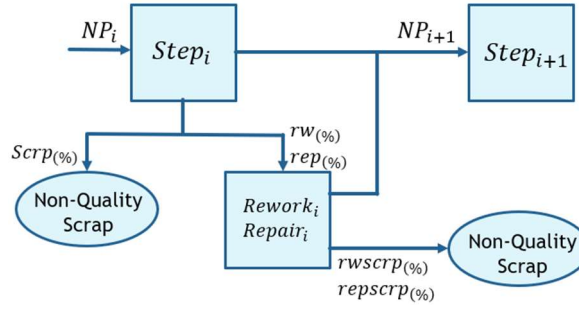 NP_i
Step_i
NP_{i+1}
Step_{i+1}
Scrp_(%)
rw_(%)
rep_(%)
Non-Quality
Scrap
Rework_i
Repair_i
rwscrp_(%)
repscrp_(%)
Non-Quality
Scrap